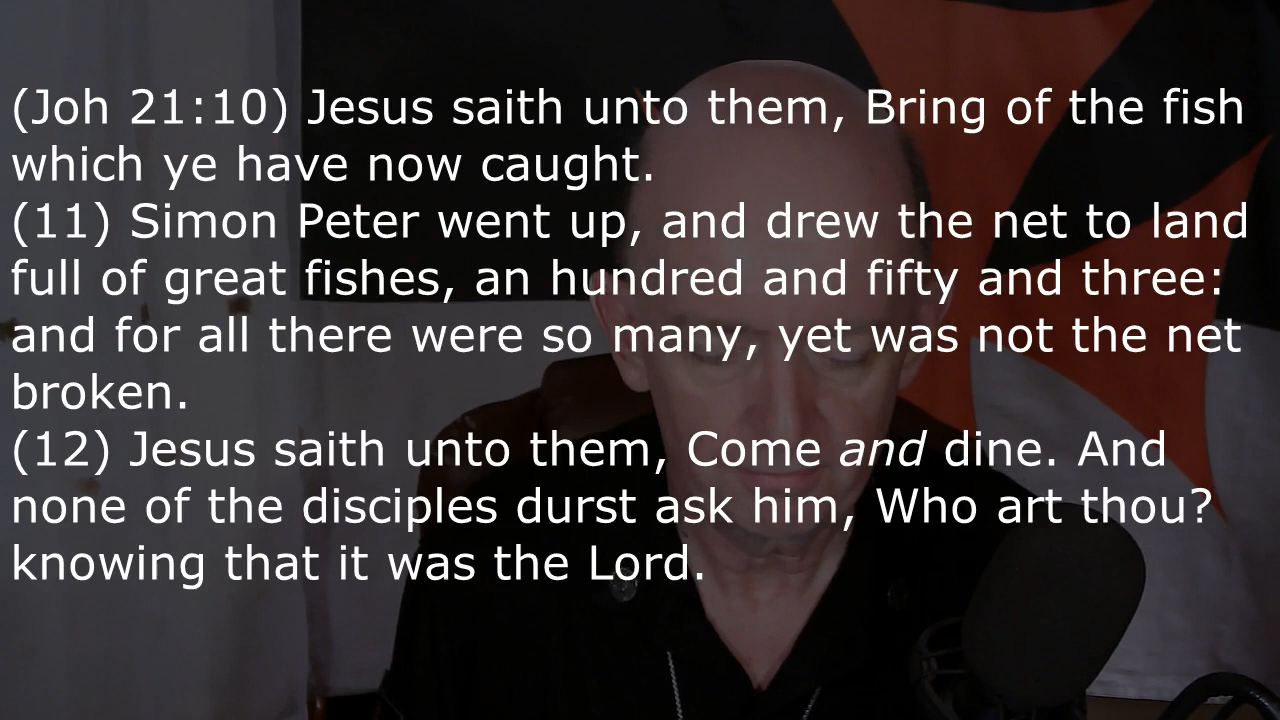 (Joh 21:10) Jesus saith unto them, Bring of the fish
which ye have now caught.
(11) Simon Peter went up, and drew the net to land
full of great fishes, an hundred and fifty and three:
and for all there were so many, yet was not the net
broken.
(12) Jesus saith unto them, Come and dine. And
none of the disciples durst ask him, Who art thou?
knowing that it was the Lord.